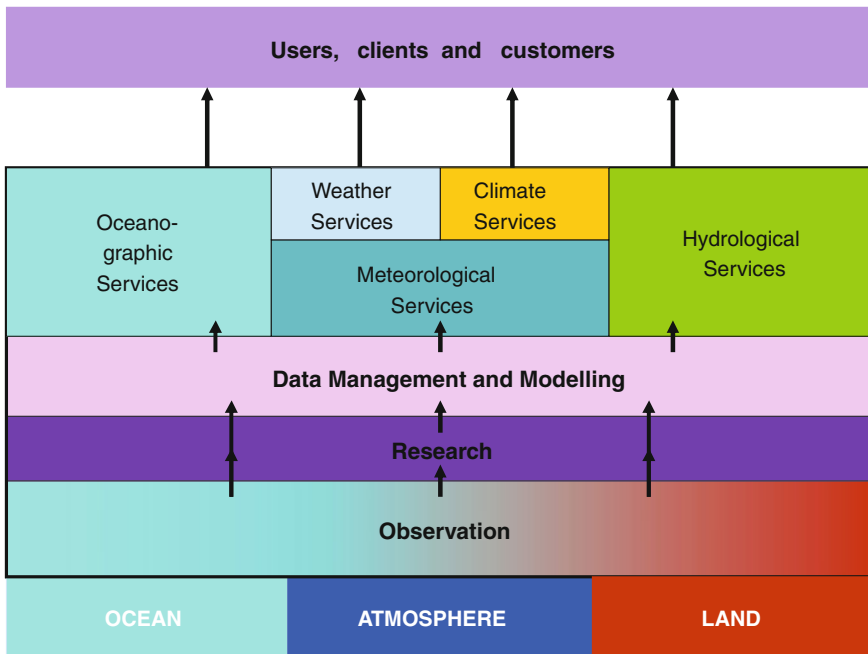 Users, clients and customers
Oceano-
graphic
Services
Weather
Services
Climate
Services
Meteorological
Services
Hydrological
Services
Data Management and Modelling
Research
Observation
OCEAN
ATMOSPHERE
LAND